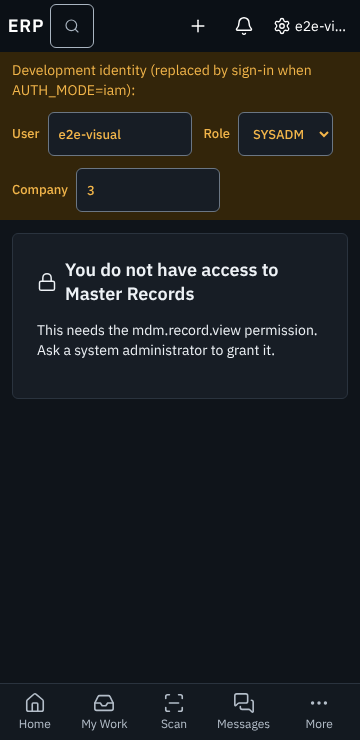 ERP
e2e-vi...
Development identity (replaced by sign-in when
AUTH_MODE=iam):
User e2e-visual Role SYSADM
Company 3
You do not have access to
Master Records
This needs the mdm.record.view permission.
Ask a system administrator to grant it.
Home My Work Scan Messages More